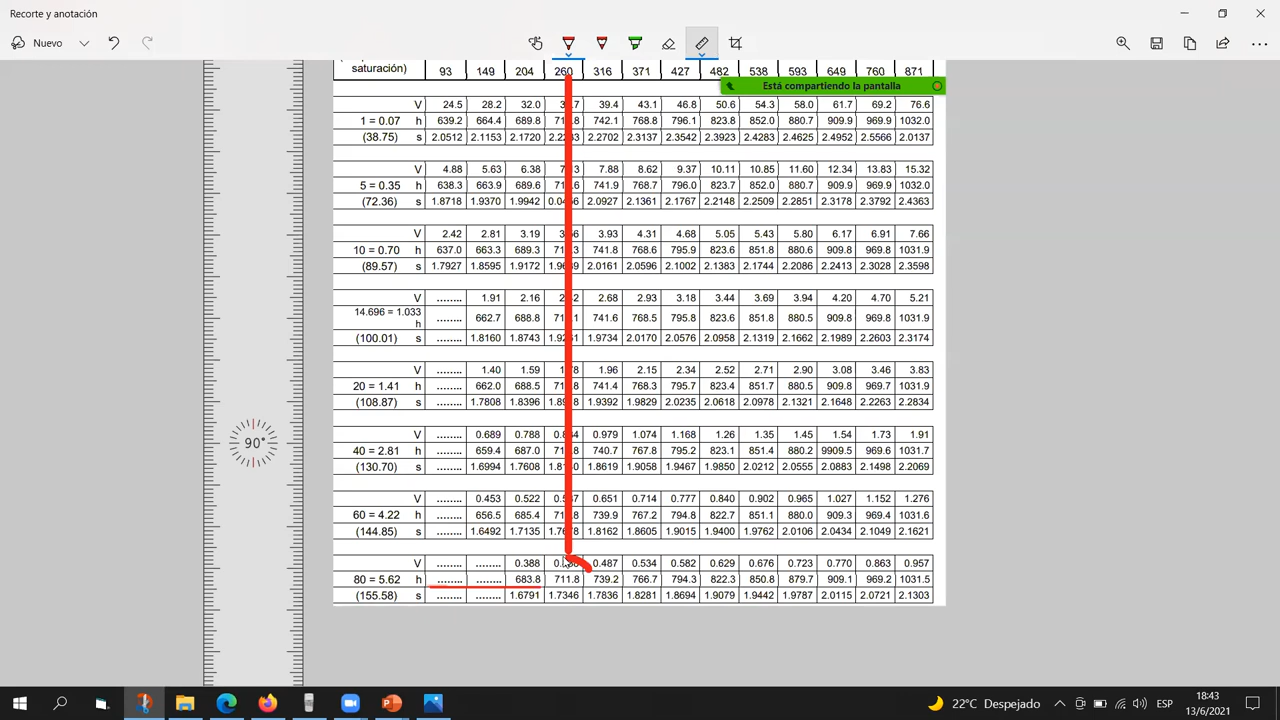 Recorte y anotación
Nuevo
saturación) 93 149 204 260 316 371 427 482 538 593 649 760 871
Está compartiendo la pantalla
V 24.5 28.2 32.0 39.4 43.1 46.8 50.6 54.3 58.0 61.7 69.2 76.6
1 = 0.07 h 639.2 664.4 689.8 742.1 768.8 796.1 823.8 852.0 880.7 909.9 969.9 1032.0
(38.75) s 2.0512 2.1153 2.1720 2.2702 2.3137 2.3542 2.3923 2.4283 2.4625 2.4952 2.5566 2.0137
V 4.88 5.63 6.38 7.88 8.62 9.37 10.11 10.85 11.60 12.34 13.83 15.32
5 = 0.35 h 638.3 663.9 689.6 741.9 768.7 796.0 823.7 852.0 880.7 909.9 969.9 1032.0
(72.36) s 1.8718 1.9370 1.9942 2.0927 2.1361 2.1767 2.2148 2.2509 2.2851 2.3178 2.3792 2.4363
V 2.42 2.81 3.19 3.93 4.31 4.68 5.05 5.43 5.80 6.17 6.91 7.66
10 = 0.70 h 637.0 663.3 689.3 741.8 768.6 795.9 823.6 851.8 880.6 909.8 969.8 1031.9
(89.57) s 1.7927 1.8595 1.9172 2.0161 2.0596 2.1002 2.1383 2.1744 2.2086 2.2413 2.3028 2.3598
V ........ 1.91 2.16 2.68 2.93 3.18 3.44 3.69 3.94 4.20 4.70 5.21
14.696 = 1.033 h ........ 662.7 688.8 741.6 768.5 795.8 823.6 851.8 880.5 909.8 969.8 1031.9
(100.01) s ........ 1.8160 1.8743 1.9734 2.0170 2.0576 2.0958 2.1319 2.1662 2.1989 2.2603 2.3174
V ........ 1.40 1.59 1.96 2.15 2.34 2.52 2.71 2.90 3.08 3.46 3.83
20 = 1.41 h ........ 662.0 688.5 741.4 768.3 795.7 823.4 851.7 880.5 909.8 969.7 1031.9
(108.87) s ........ 1.7808 1.8396 1.9392 1.9829 2.0235 2.0618 2.0978 2.1321 2.1648 2.2263 2.2834
V ........ 0.689 0.788 0.979 1.074 1.168 1.26 1.35 1.45 1.54 1.73 1.91
40 = 2.81 h ........ 659.4 687.0 740.7 767.8 795.2 823.1 851.4 880.2 9909.5 969.6 1031.7
(130.70) s ........ 1.6994 1.7608 1.8619 1.9058 1.9467 1.9850 2.0212 2.0555 2.0883 2.1498 2.2069
V ........ 0.453 0.522 0.651 0.714 0.777 0.840 0.902 0.965 1.027 1.152 1.276
60 = 4.22 h ........ 656.5 685.4 739.9 767.2 794.8 822.7 851.1 880.0 909.3 969.4 1031.6
(144.85) s ........ 1.6492 1.7135 1.8162 1.8605 1.9015 1.9400 1.9762 2.0106 2.0434 2.1049 2.1621
V ........ ........ 0.388 0.487 0.534 0.582 0.629 0.676 0.723 0.770 0.863 0.957
80 = 5.62 h ........ ........ 683.8 711.8 739.2 766.7 794.3 822.3 850.8 879.7 909.1 969.2 1031.5
(155.58) s ........ ........ 1.6791 1.7346 1.7836 1.8281 1.8694 1.9079 1.9442 1.9787 2.0115 2.0721 2.1303
90°
22°C Despejado
ESP
18:43
13/6/2021